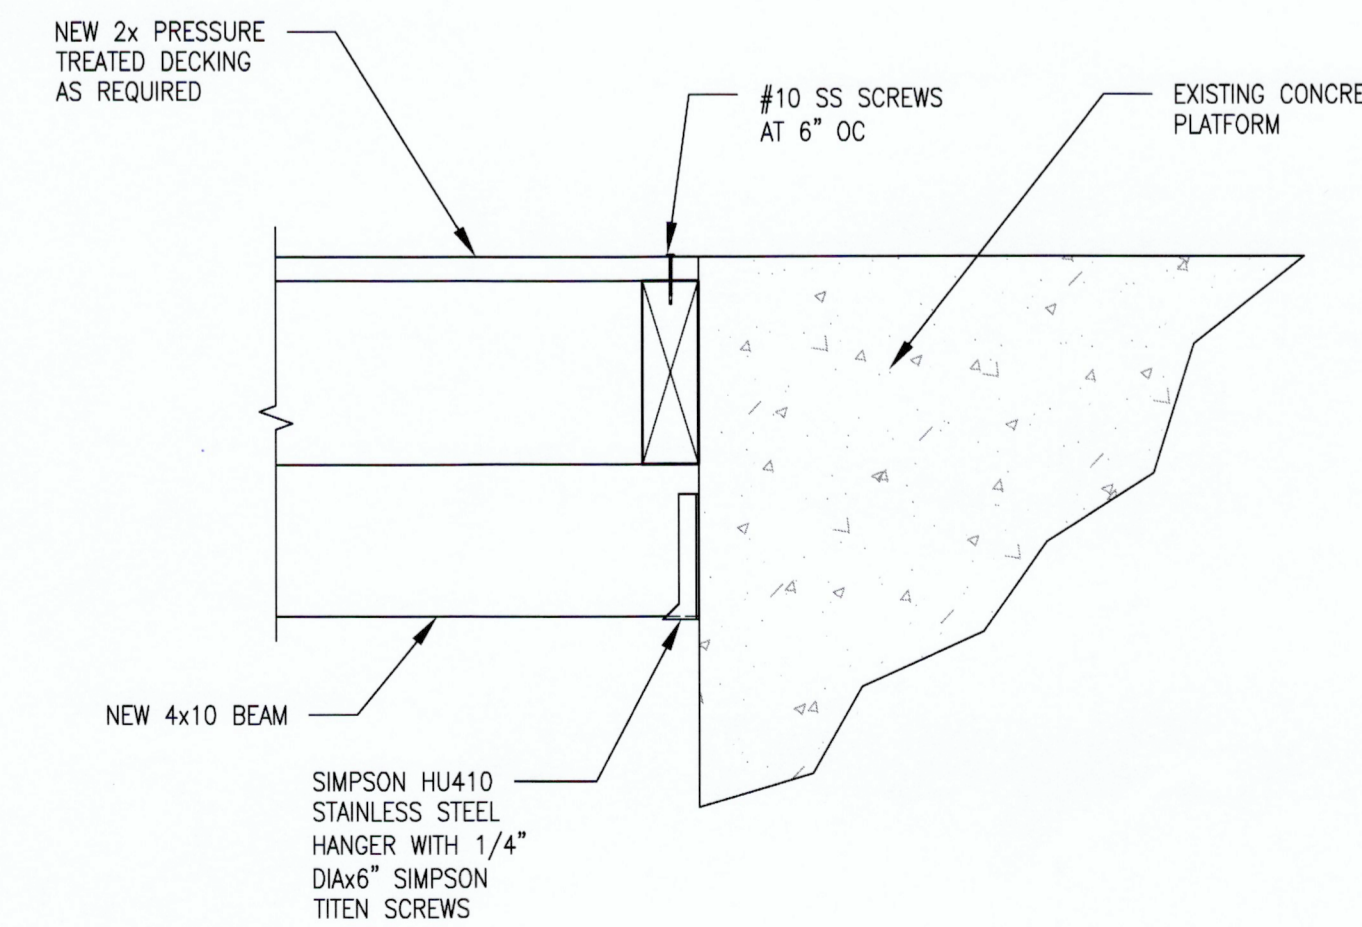 NEW 2x PRESSURE
TREATED DECKING
AS REQUIRED
#10 SS SCREWS
AT 6" OC
EXISTING CONCRE
PLATFORM
NEW 4x10 BEAM
SIMPSON HU410
STAINLESS STEEL
HANGER WITH 1/4"
DIAx6" SIMPSON
TITEN SCREWS